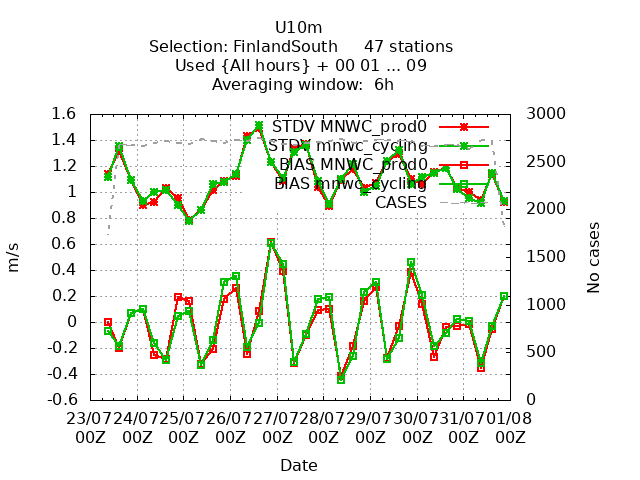 U10m
Selection: FinlandSouth 47 stations
Used {All hours} + 00 01 ... 09
Averaging window: 6h
1.6
1.4
1.2
1
0.8
0.6
0.4
0.2
0
-0.2
-0.4
-0.6
m/s
STDV MNWC_prod0
STDV mnwc_cycling
BIAS MNWC_prod0
BIAS mnwc_cycling
CASES
3000
2500
2000
1500
1000
500
0
No cases
23/07 24/07 25/07 26/07 27/07 28/07 29/07 30/07 31/07 01/08
00Z 00Z 00Z 00Z 00Z 00Z 00Z 00Z 00Z 00Z
Date